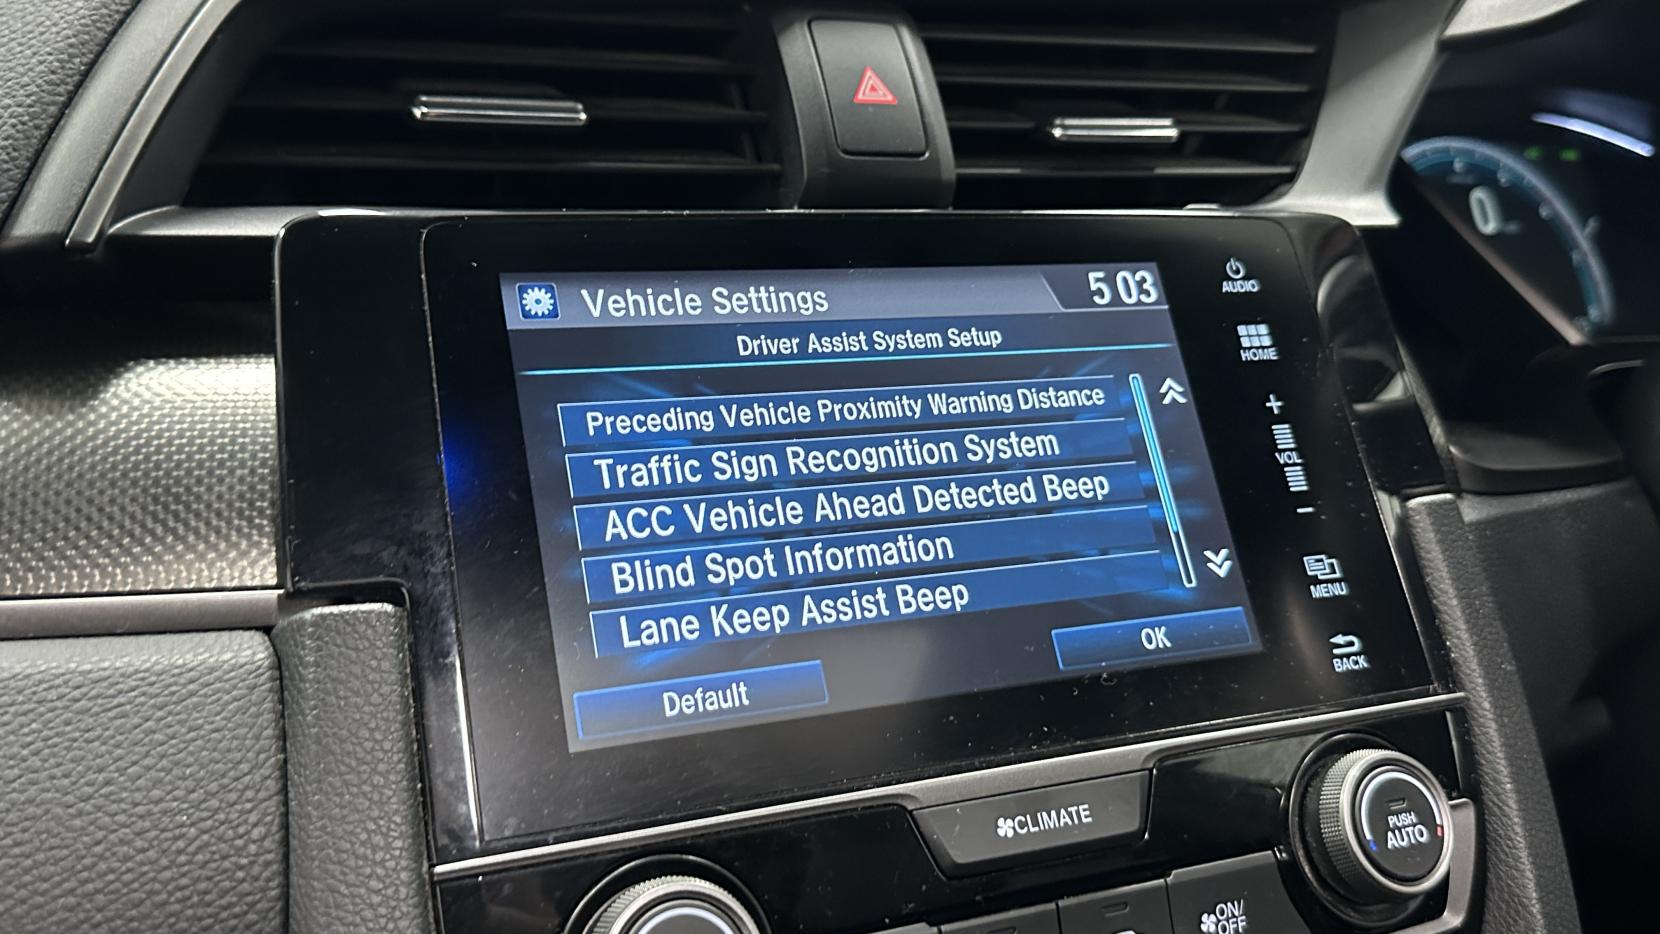 0
Vehicle Settings
5 03
Driver Assist System Setup
Preceding Vehicle Proximity Warning Distance
Traffic Sign Recognition System
ACC Vehicle Ahead Detected Beep
Blind Spot Information
Lane Keep Assist Beep
OK
Default
AUDIO
HOME
+
VOL
−
MENU
BACK
CLIMATE
PUSH
AUTO
ON/
OFF